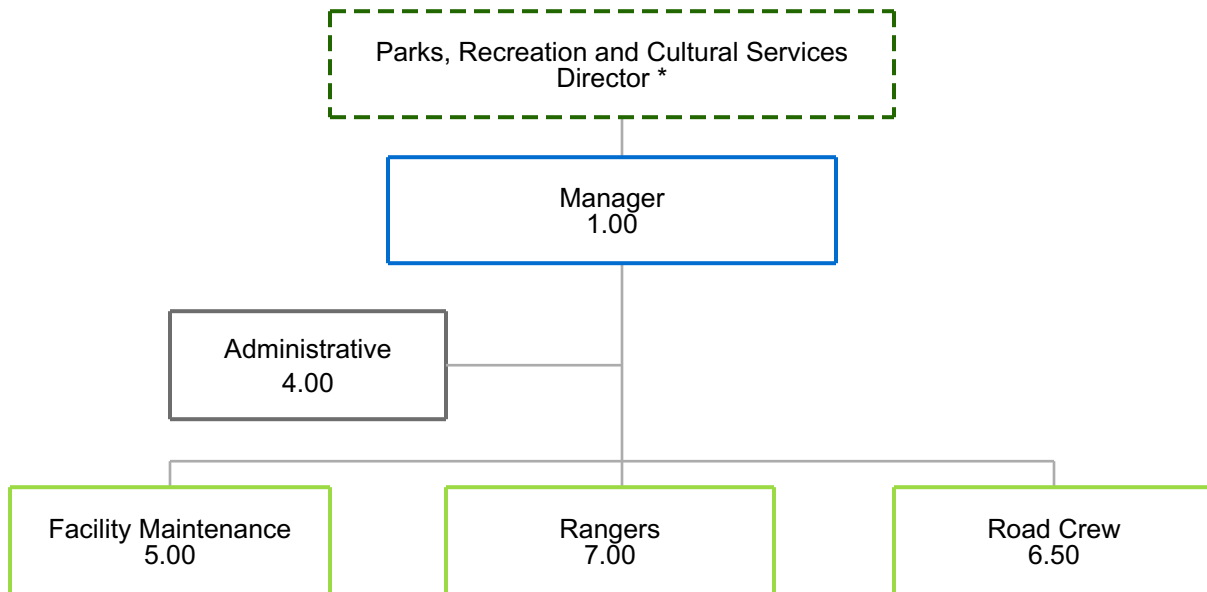 Parks, Recreation and Cultural Services
Director *
Manager
1.00
Administrative
4.00
Facility Maintenance
5.00
Rangers
7.00
Road Crew
6.50